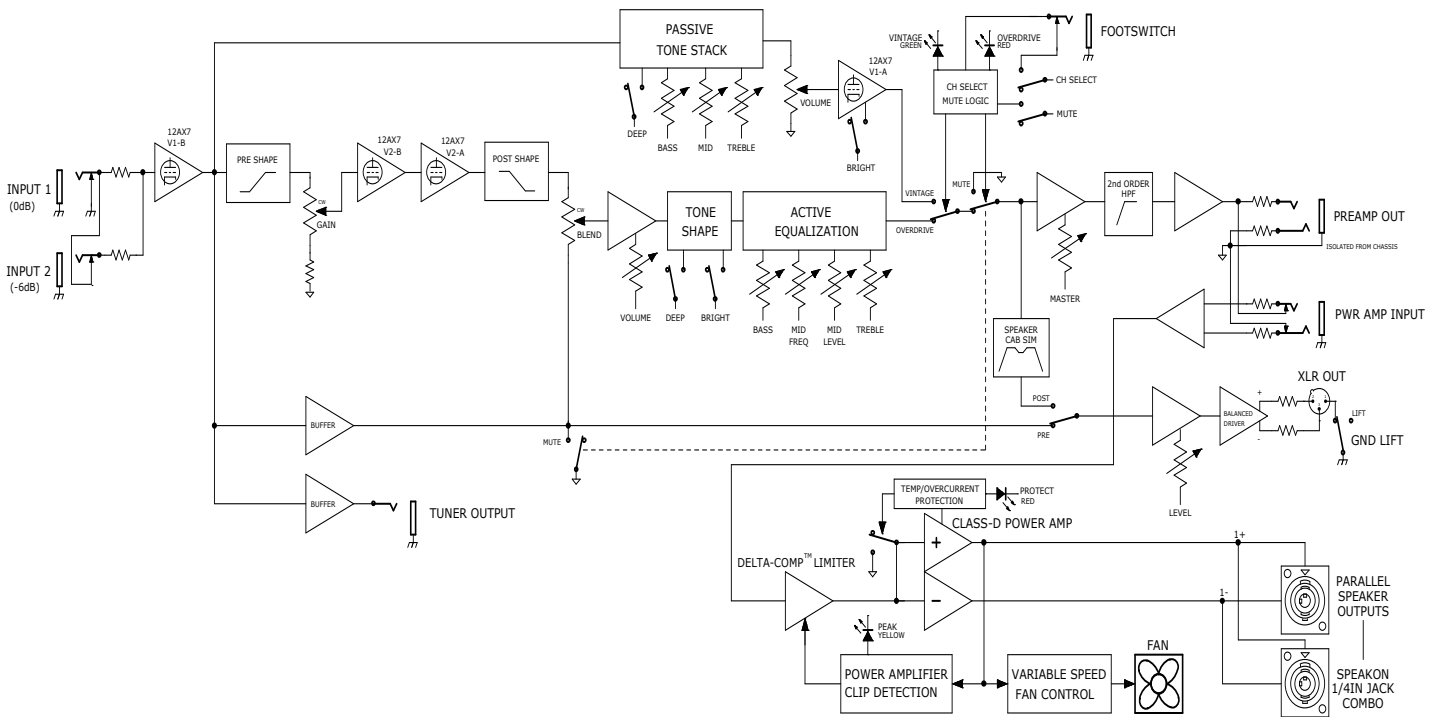 PASSIVE
TONE STACK
DEEP
BASS
MID
TREBLE
VOLUME
12AX7
V1-A
BRIGHT
VINTAGE
GREEN
OVERDRIVE
RED
CH SELECT
MUTE LOGIC
FOOTSWITCH
CH SELECT
MUTE
INPUT 1
(0dB)
INPUT 2
(-6dB)
12AX7
V1-B
PRE SHAPE
CW
GAIN
12AX7
V2-B
12AX7
V2-A
POST SHAPE
CW
BLEND
VOLUME
TONE
SHAPE
DEEP
BRIGHT
ACTIVE
EQUALIZATION
BASS
MID
FREQ
MID
LEVEL
TREBLE
VINTAGE
OVERDRIVE
MUTE
MASTER
2nd ORDER
HPF
PREAMP OUT
ISOLATED FROM CHASSIS
PWR AMP INPUT
SPEAKER
CAB SIM
POST
PRE
BUFFER
MUTE
LEVEL
BALANCED
DRIVER
+
-
XLR OUT
LIFT
GND LIFT
BUFFER
TUNER OUTPUT
TEMP/OVERCURRENT
PROTECTION
PROTECT
RED
CLASS-D POWER AMP
+
-
DELTA-COMP™ LIMITER
PEAK
YELLOW
POWER AMPLIFIER
CLIP DETECTION
VARIABLE SPEED
FAN CONTROL
FAN
1+
1-
PARALLEL
SPEAKER
OUTPUTS
SPEAKON
1/4IN JACK
COMBO